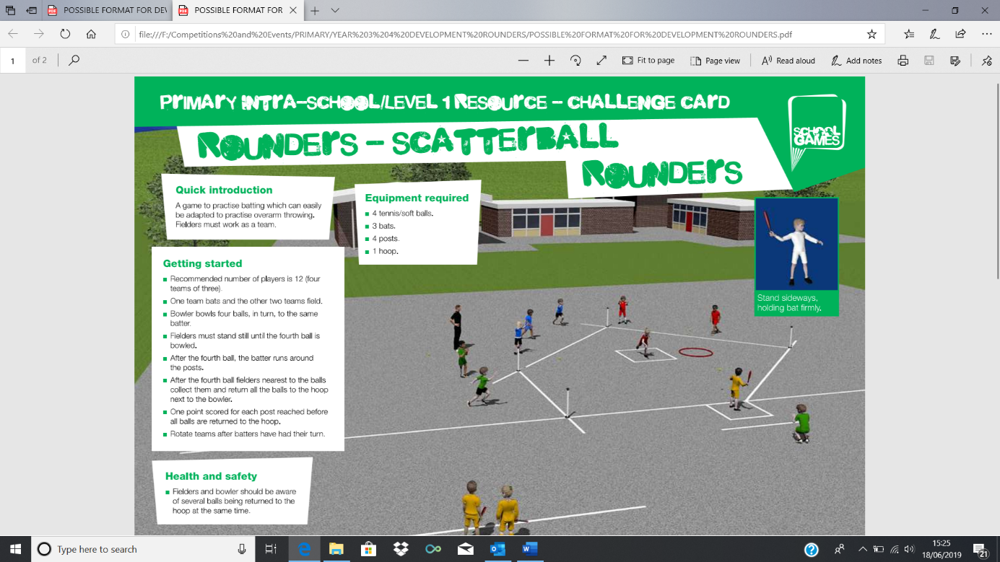 POSSIBLE FORMAT FOR DEV
POSSIBLE FORMAT FOR
file:///F:/Competitions%20and%20Events/PRIMARY/YEAR%203%204%20DEVELOPMENT%20ROUNDERS/POSSIBLE%20FORMAT%20FOR%20DEVELOPMENT%20ROUNDERS.pdf
1 of 2
Fit to page
Page view
Read aloud
Add notes
PRIMARY INTRA-SCHOOL/LEVEL 1 RESOURCE – CHALLENGE CARD
ROUNDERS – SCATTERBALL
ROUNDERS
SCHOOL
GAMES
Quick introduction
A game to practise batting which can easily
be adapted to practise overarm throwing.
Fielders must work as a team.
Equipment required
4 tennis/soft balls.
3 bats.
4 posts.
1 hoop.
Getting started
Recommended number of players is 12 (four
teams of three).
One team bats and the other two teams field.
Bowler bowls four balls, in turn, to the same
batter.
Fielders must stand still until the fourth ball is
bowled.
After the fourth ball, the batter runs around
the posts.
After the fourth ball fielders nearest to the balls
collect them and return all the balls to the hoop
next to the bowler.
One point scored for each post reached before
all balls are returned to the hoop.
Rotate teams after batters have had their turn.
Stand sideways,
holding bat firmly.
Health and safety
Fielders and bowler should be aware
of several balls being returned to the
hoop at the same time.
Type here to search
15:25
18/06/2019
21